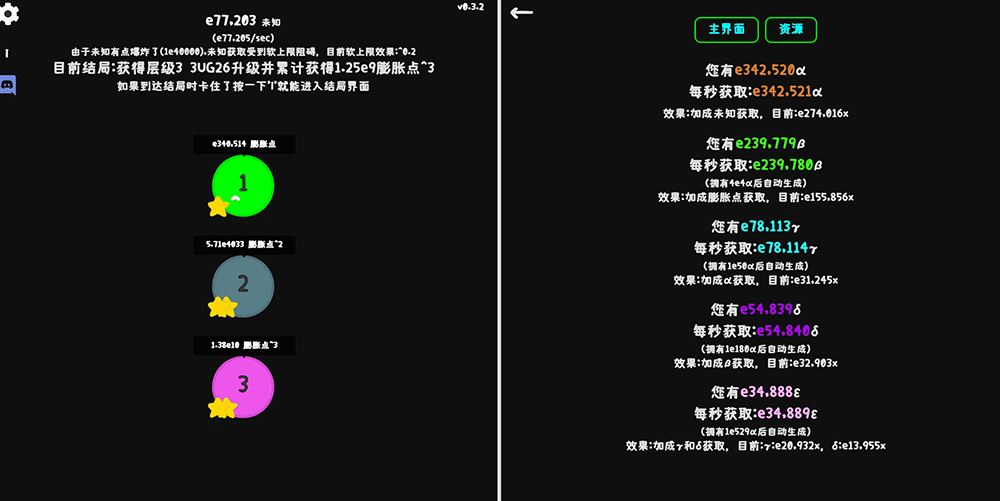 v0.3.2
e77,203 未知
(e77,205/sec)
由于未知有点爆炸了(1e40000),未知获取受到软上限阻碍，目前软上限效果:^0.2
目前结局:获得层级3 3UG26升级并累计获得1.25e9膨胀点^3
如果到达结局时卡住了按一下"i"就能进入结局界面
i
e340,514 膨胀点
1
5.71e4033 膨胀点^2
2
1.38e10 膨胀点^3
3
主界面 资源
您有e342,520α
每秒获取:e342,521α
效果:加成未知获取，目前:e274,016x
您有e239,779β
每秒获取:e239,780β
(拥有4e4α后自动生成)
效果:加成膨胀点获取，目前:e155,856x
您有e78,113γ
每秒获取:e78,114γ
(拥有1e50α后自动生成)
效果:加成α获取，目前:e31,245x
您有e54,839δ
每秒获取:e54,840δ
(拥有1e180α后自动生成)
效果:加成β获取，目前:e32,903x
您有e34,888ε
每秒获取:e34,889ε
(拥有1e529α后自动生成)
效果:加成γ和δ获取，目前:γ:e20,932x，δ:e13,955x